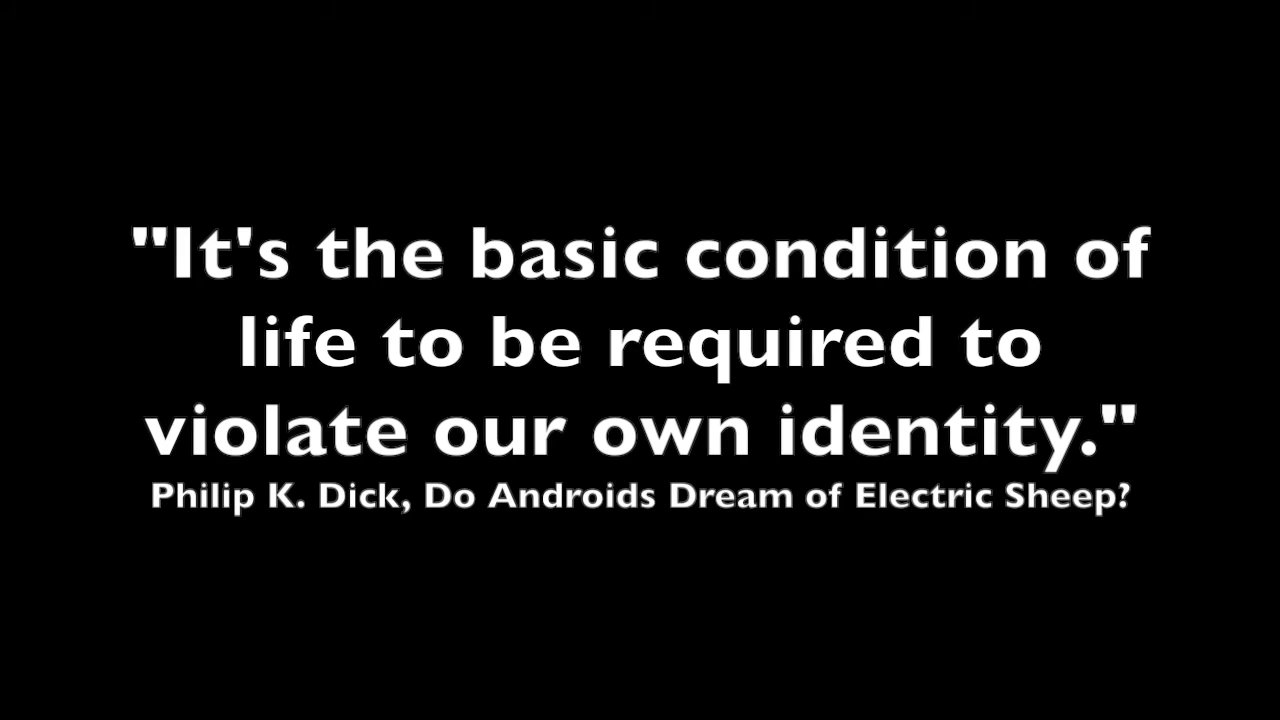 "It's the basic condition of
life to be required to
violate our own identity."
Philip K. Dick, Do Androids Dream of Electric Sheep?